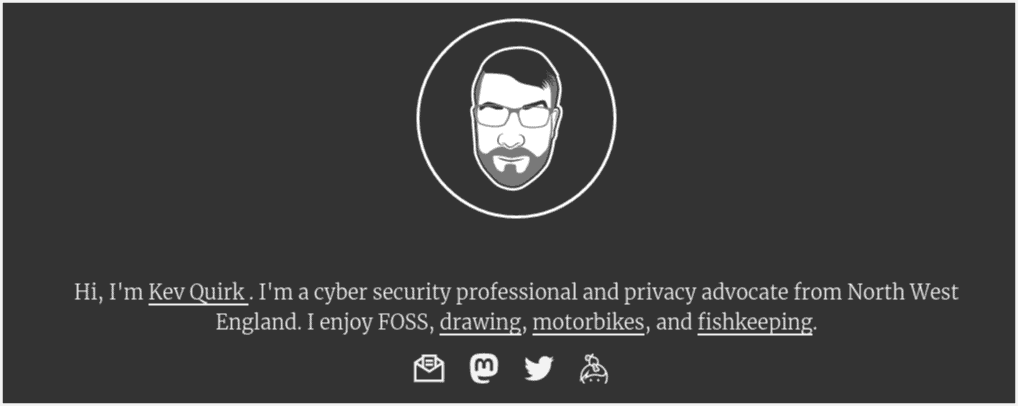 Hi, I'm Kev Quirk . I'm a cyber security professional and privacy advocate from North West
England. I enjoy FOSS, drawing, motorbikes, and fishkeeping.